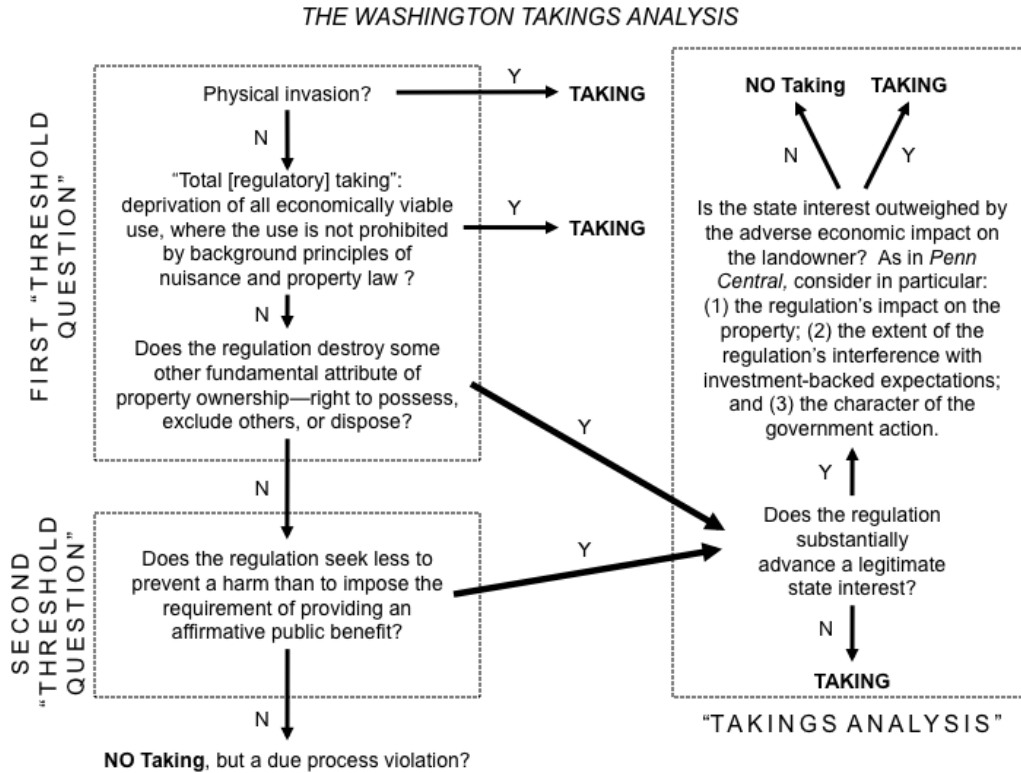 THE WASHINGTON TAKINGS ANALYSIS
FIRST “THRESHOLD
QUESTION”
Physical invasion?
Y
TAKING
N
“Total [regulatory] taking”:
deprivation of all economically viable
use, where the use is not prohibited
by background principles of
nuisance and property law ?
Y
TAKING
N
Does the regulation destroy some
other fundamental attribute of
property ownership—right to possess,
exclude others, or dispose?
Y
N
SECOND
“THRESHOLD
QUESTION”
Does the regulation seek less to
prevent a harm than to impose the
requirement of providing an
affirmative public benefit?
Y
N
NO Taking, but a due process violation?
NO Taking
TAKING
N
Y
Is the state interest outweighed by
the adverse economic impact on
the landowner? As in Penn
Central, consider in particular:
(1) the regulation’s impact on the
property; (2) the extent of the
regulation’s interference with
investment-backed expectations;
and (3) the character of the
government action.
Y
Does the regulation
substantially
advance a legitimate
state interest?
N
TAKING
“TAKINGS ANALYSIS”